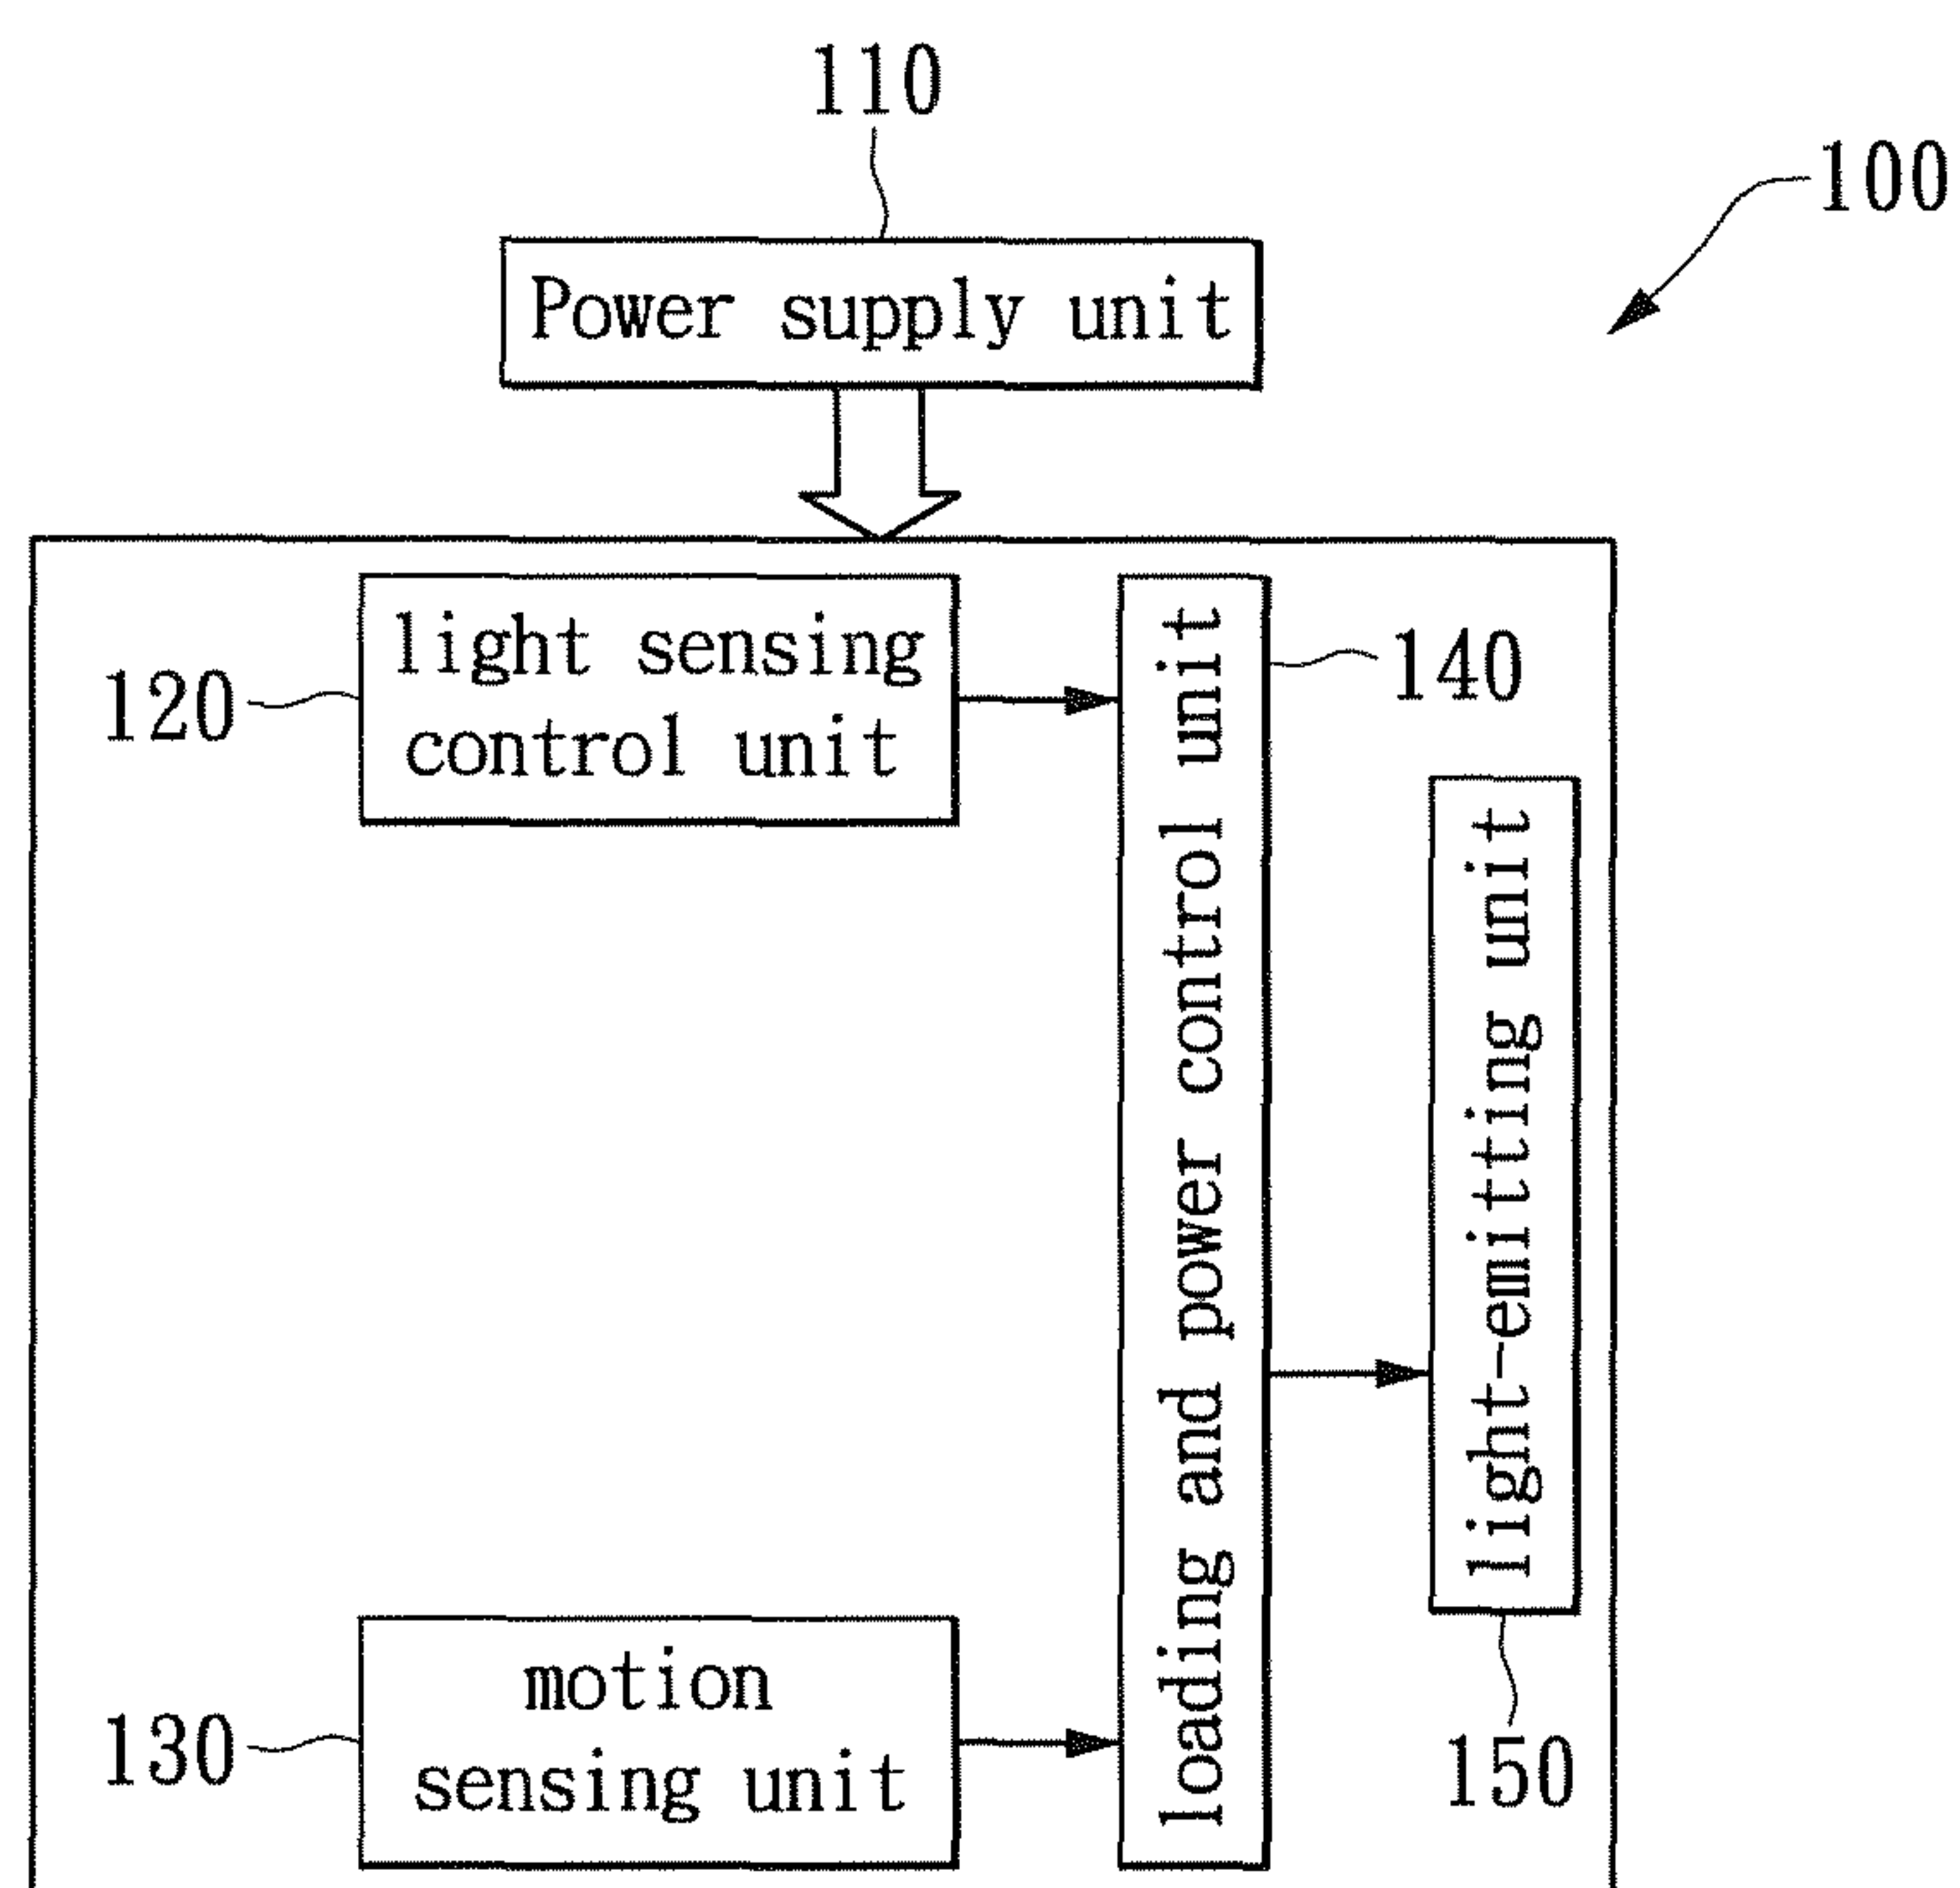 110
100
Power supply unit
light sensing
control unit
120
140
loading and power control unit
light-emitting unit
motion
sensing unit
130
150